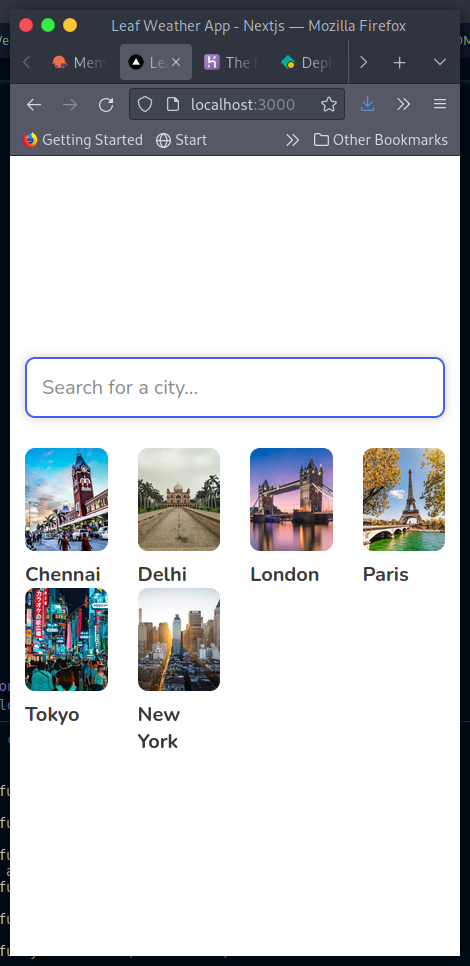 Leaf Weather App - Nextjs — Mozilla Firefox
Mem
Lea
The
Depl
localhost:3000
Getting Started
Start
Other Bookmarks
Search for a city...
Chennai
Delhi
London
Paris
Tokyo
New
York